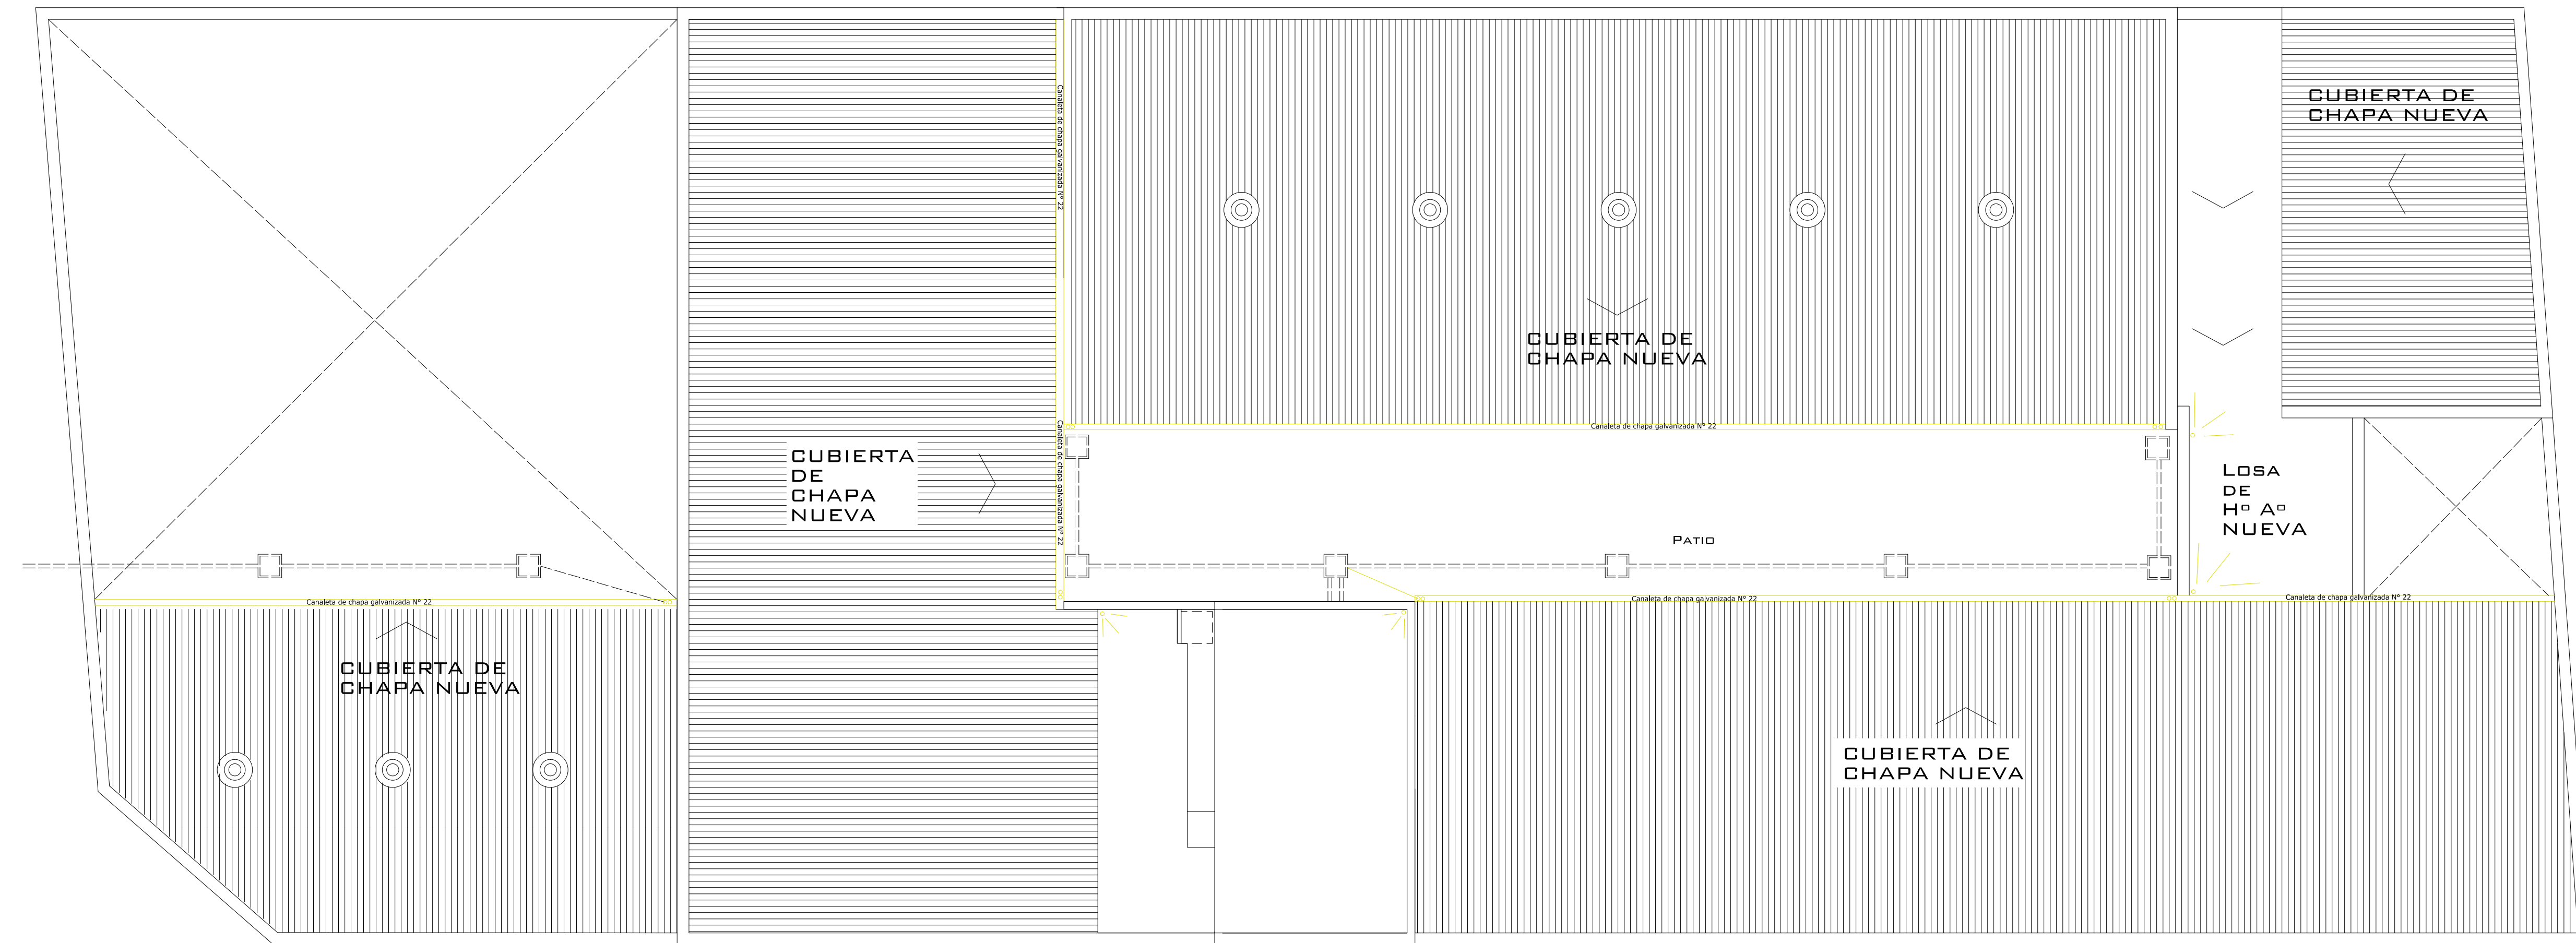 CUBIERTA DE
CHAPA NUEVA
Canaleta de chapa galvanizada Nº 22
CUBIERTA DE
CHAPA NUEVA
Canaleta de chapa galvanizada Nº 22
CUBIERTA
DE
CHAPA
NUEVA
Canaleta de chapa galvanizada Nº 22
LOSA
DE
Hº Aº
NUEVA
PATIO
Canaleta de chapa galvanizada Nº 22
Canaleta de chapa galvanizada Nº 22
Canaleta de chapa galvanizada Nº 22
CUBIERTA DE
CHAPA NUEVA
CUBIERTA DE
CHAPA NUEVA